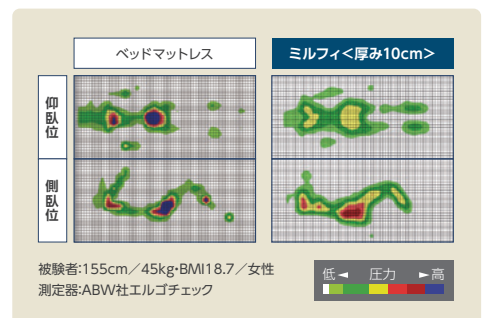 ベッドマットレス
ミルフィ<厚み10cm>
仰臥位
側臥位
被験者:155cm／45kg・BMI18.7／女性
測定器:ABW社エルゴチェック
低◄ 圧力 ►高